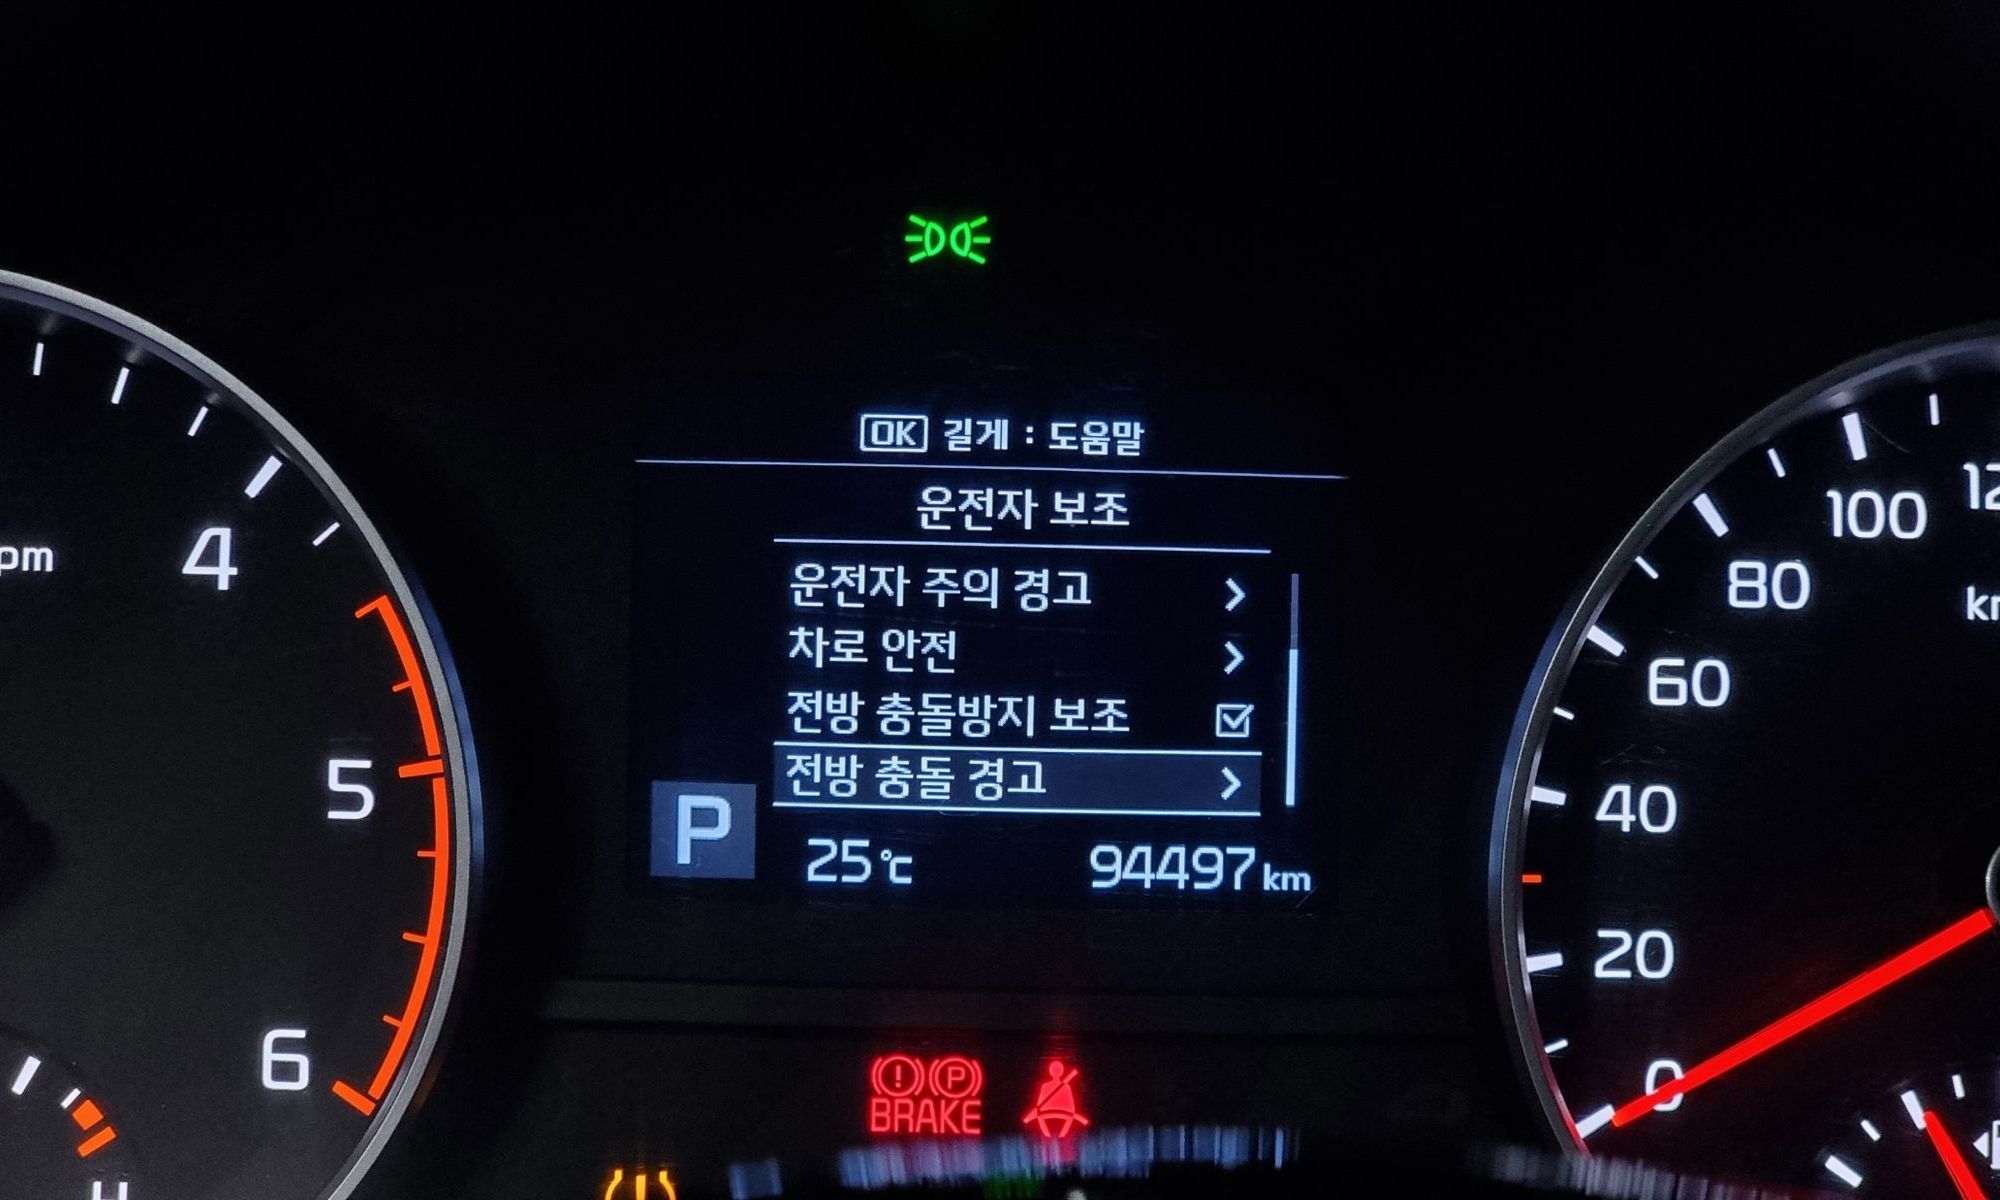 OK 길게 : 도움말
운전자 보조
운전자 주의 경고
차로 안전
전방 충돌방지 보조
전방 충돌 경고
P
25℃ 94497 km
pm
4
5
6
H
100
80
60
40
20
0
BRAKE
P